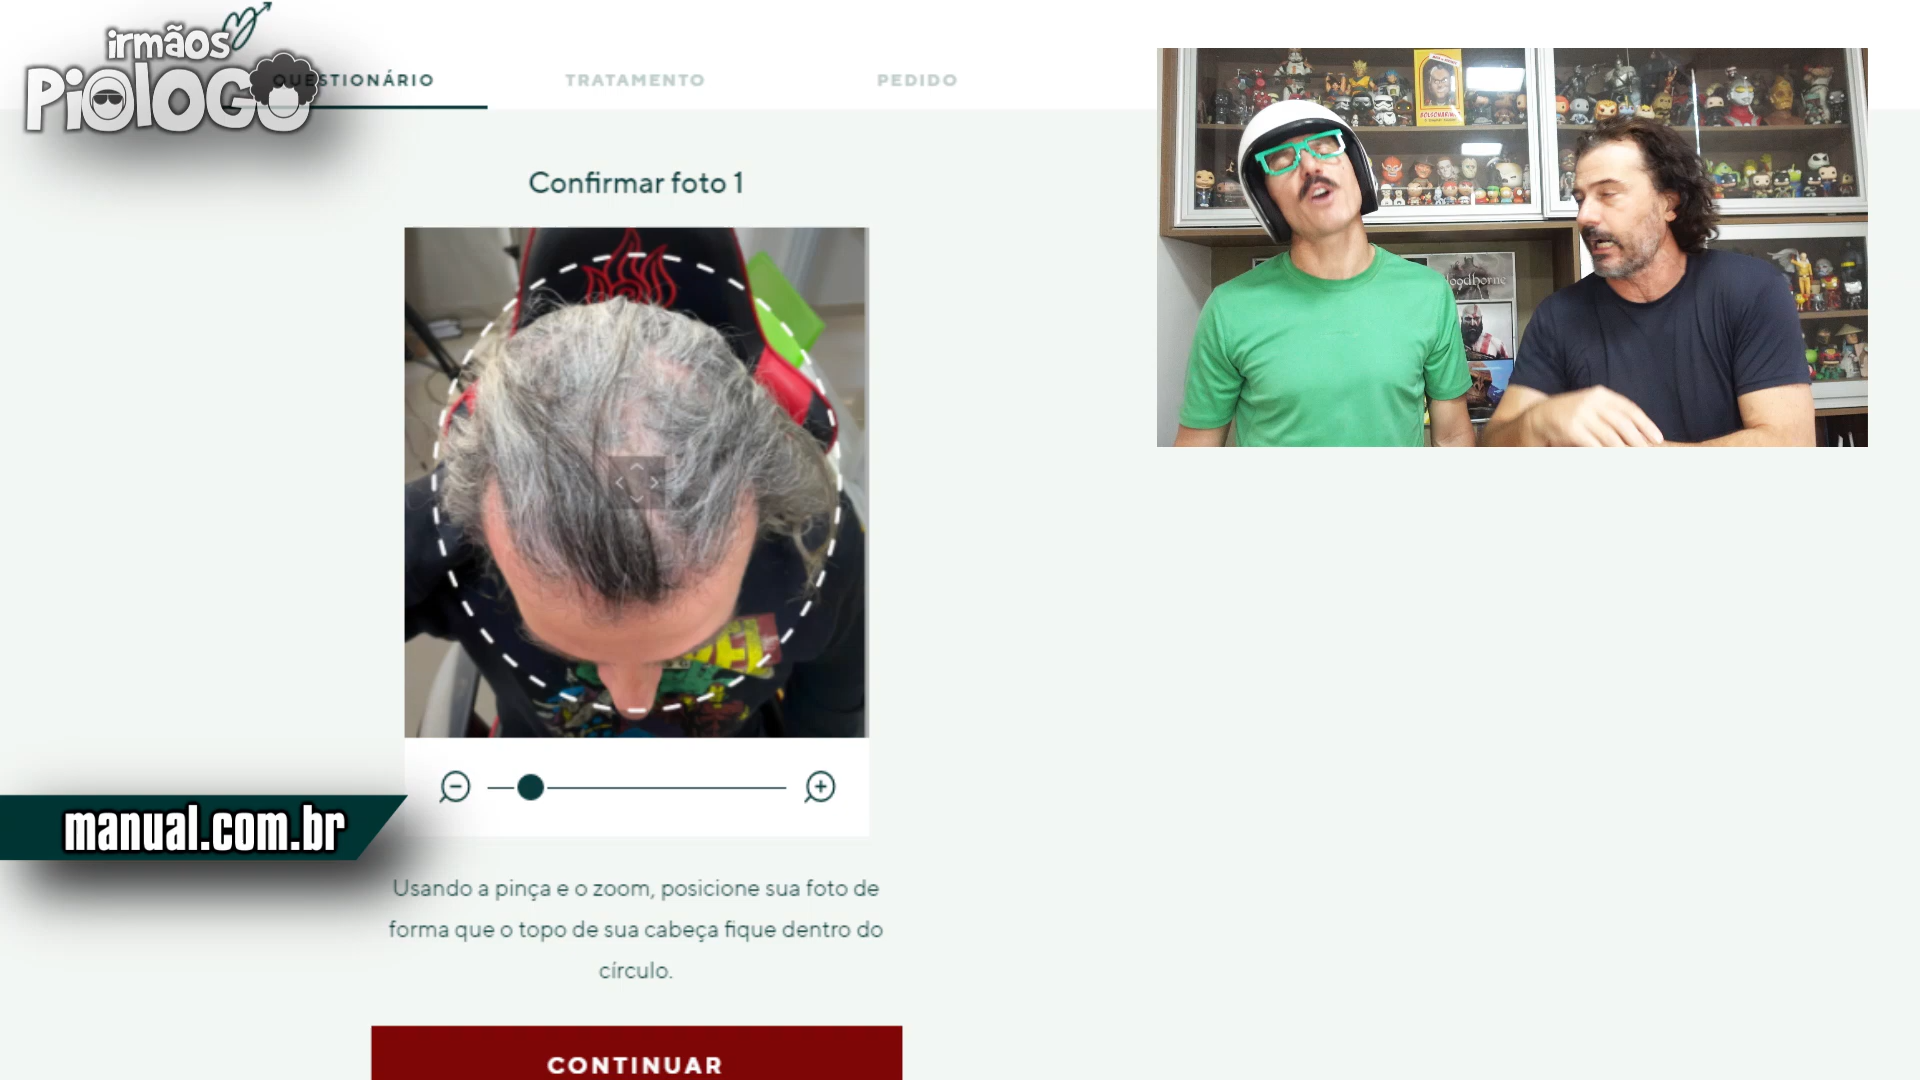 irmãos
PiOLOGO
QUESTIONÁRIO
TRATAMENTO
PEDIDO
Confirmar foto 1
manual.com.br
Usando a pinça e o zoom, posicione sua foto de
forma que o topo de sua cabeça fique dentro do
círculo.
CONTINUAR